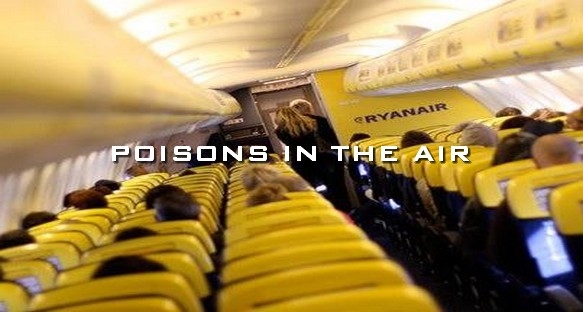 EXIT
RYANAIR
POISONS IN THE AIR